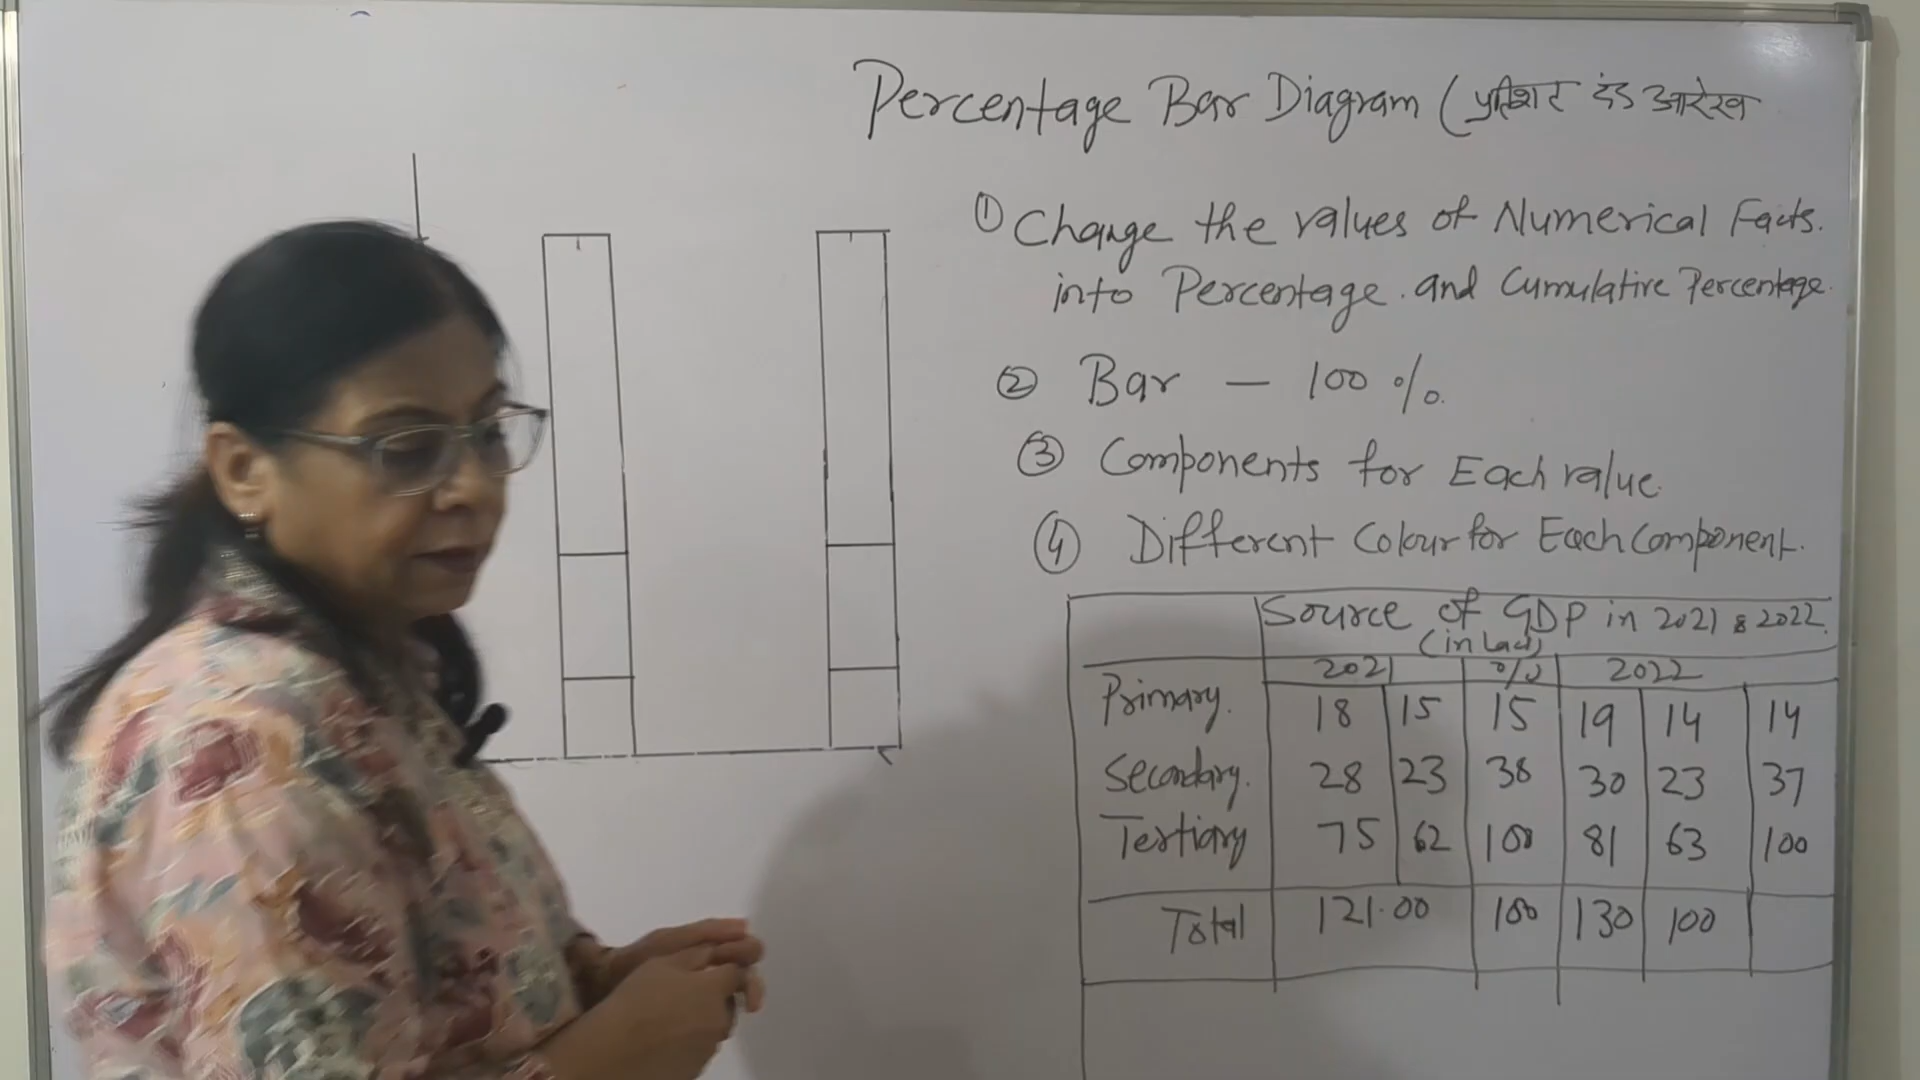 Percentage Bar Diagram (प्रतिशत दंड आरेख
① Change the values of Numerical Facts.
into Percentage. and Cumulative Percentage.
② Bar — 100 %.
③ Components for Each value.
④ Different Colour for Each Component.
Source of GDP in 2021 & 2022.
(in Lac)
2021 % 2022
Primary. 18 15 15 19 14 14
Secondary. 28 23 38 30 23 37
Tertiary 75 62 100 81 63 100
Total 121.00 100 130 100